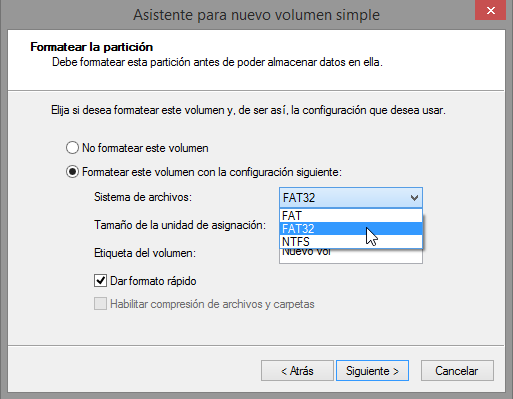 Asistente para nuevo volumen simple
Formatear la partición
Debe formatear esta partición antes de poder almacenar datos en ella.
Elija si desea formatear este volumen y, de ser así, la configuración que desea usar.
No formatear este volumen
Formatear este volumen con la configuración siguiente:
Sistema de archivos: FAT32
FAT
Tamaño de la unidad de asignación: FAT32
NTFS
Etiqueta del volumen: Nuevo vol
Dar formato rápido
Habilitar compresión de archivos y carpetas
< Atrás Siguiente > Cancelar